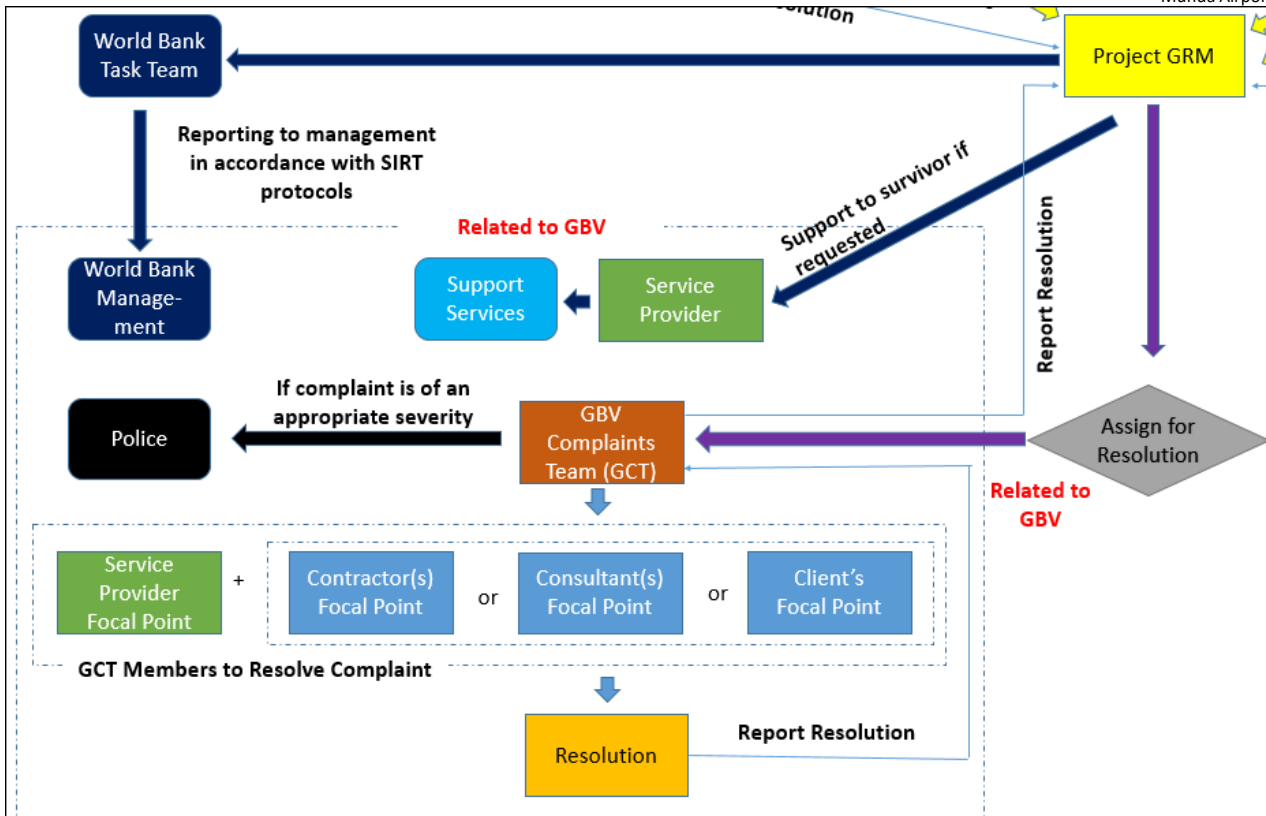 World Bank
Task Team
Project GRM
Reporting to management
in accordance with SIRT
protocols
Support to survivor if
requested
Related to GBV
World Bank
Manage-
ment
Support
Services
Service
Provider
Report Resolution
If complaint is of an
appropriate severity
Police
GBV
Complaints
Team (GCT)
Assign for
Resolution
Related to
GBV
Service
Provider
Focal Point
+
Contractor(s)
Focal Point
or
Consultant(s)
Focal Point
or
Client’s
Focal Point
GCT Members to Resolve Complaint
Resolution
Report Resolution